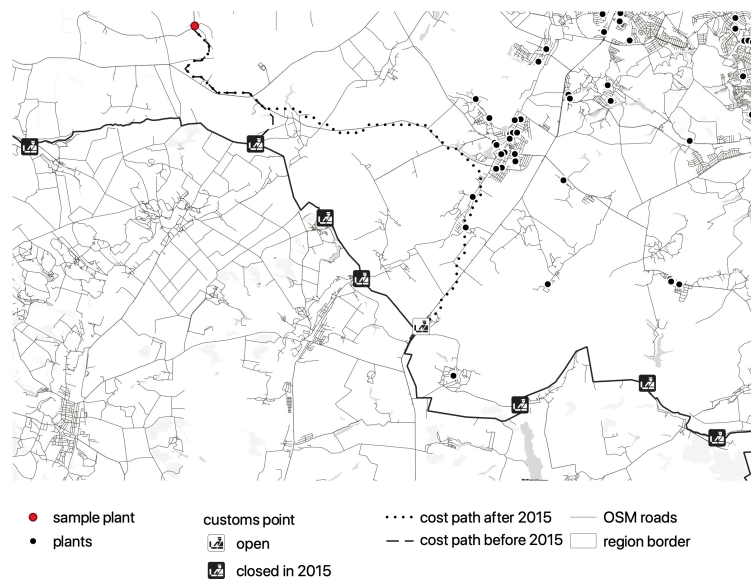 sample plant
plants
customs point
open
closed in 2015
cost path after 2015
cost path before 2015
OSM roads
region border